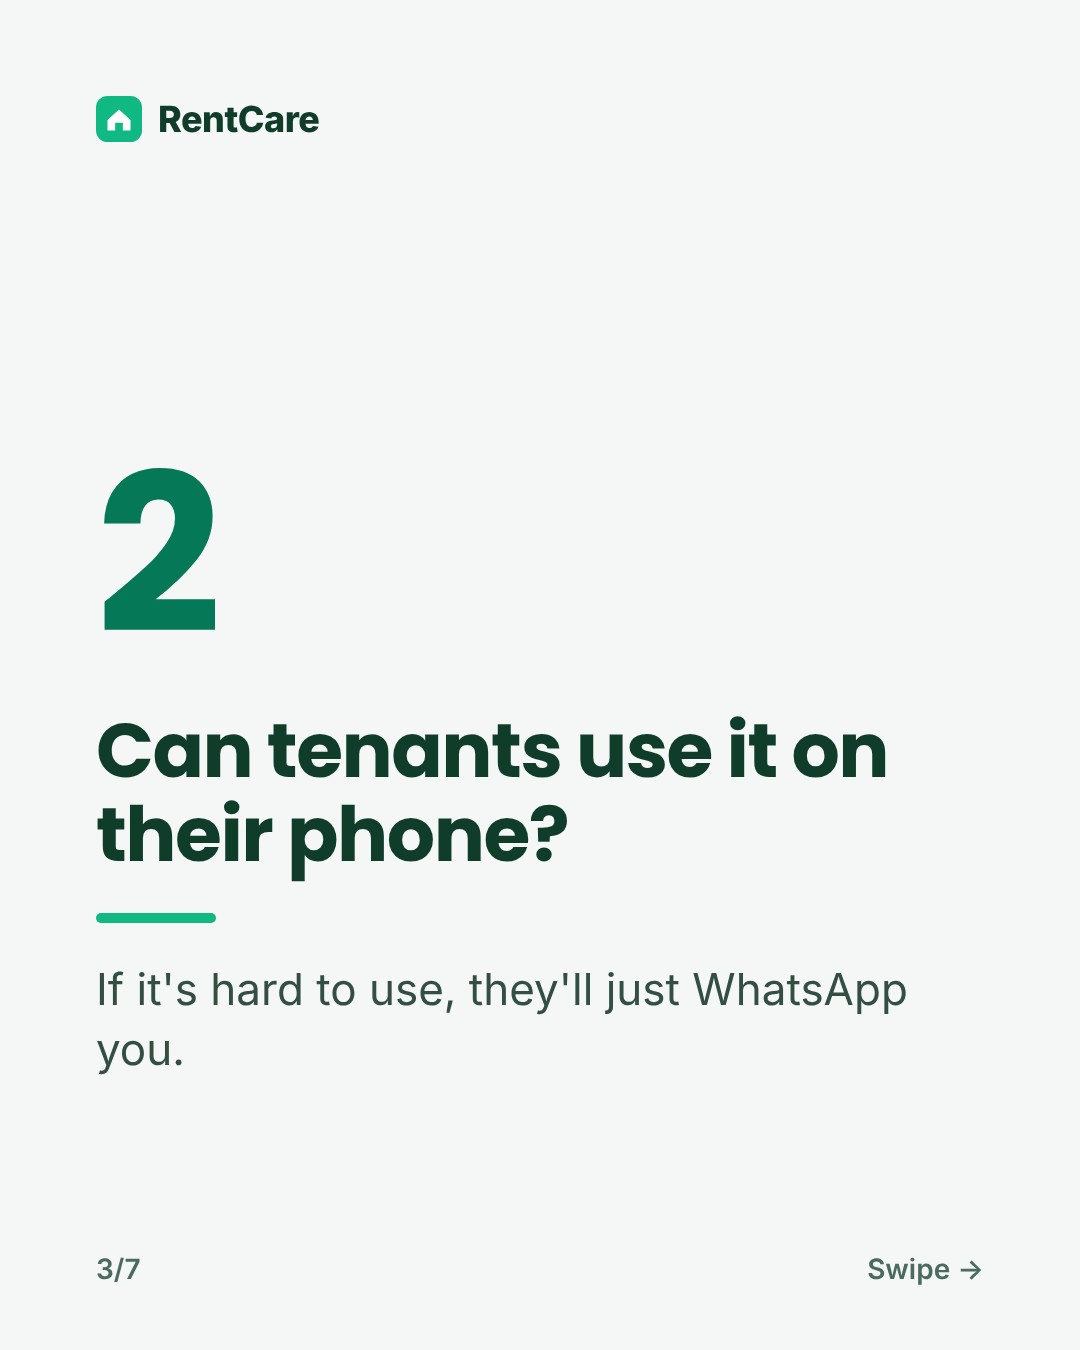 RentCare
2
Can tenants use it on
their phone?
If it's hard to use, they'll just WhatsApp
you.
3/7
Swipe →